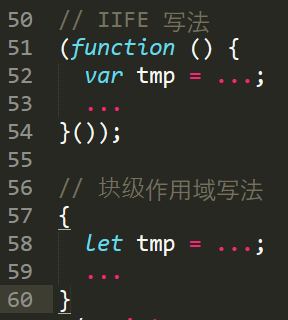 50 // IIFE 写法
51 (function () {
52 var tmp = ...;
53 ...
54 }());
55
56 // 块级作用域写法
57 {
58 let tmp = ...;
59 ...
60 }